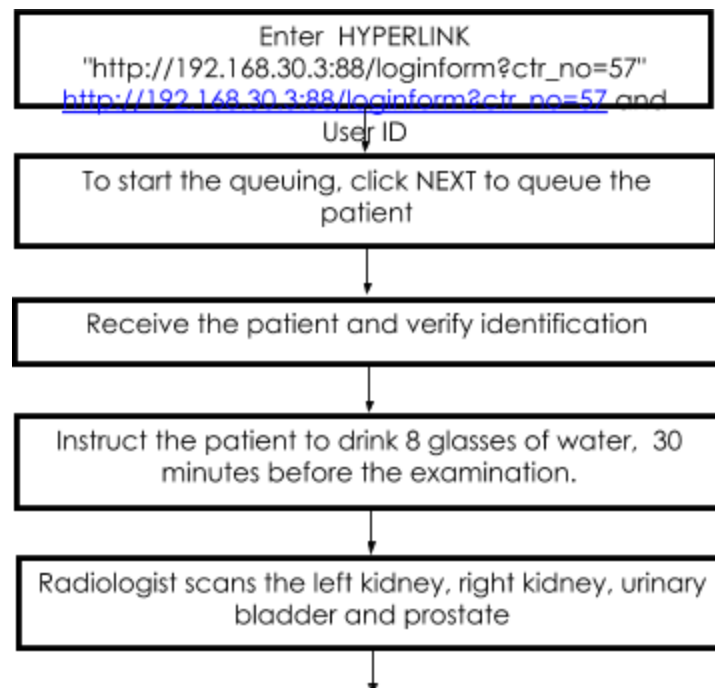 Enter HYPERLINK
"http://192.168.30.3:88/loginform?ctr_no=57"
http://192.168.30.3:88/loginform?ctr_no=57 and
User ID
To start the queuing, click NEXT to queue the
patient
Receive the patient and verify identification
Instruct the patient to drink 8 glasses of water, 30
minutes before the examination.
Radiologist scans the left kidney, right kidney, urinary
bladder and prostate